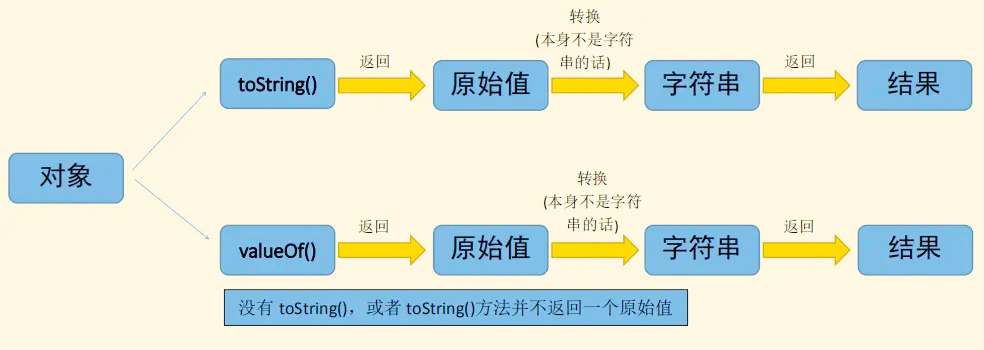 转换
(本身不是字符
串的话)
toString()
返回
原始值
字符串
返回
结果
对象
转换
(本身不是字符
串的话)
valueOf()
返回
原始值
字符串
返回
结果
没有 toString()，或者 toString()方法并不返回一个原始值